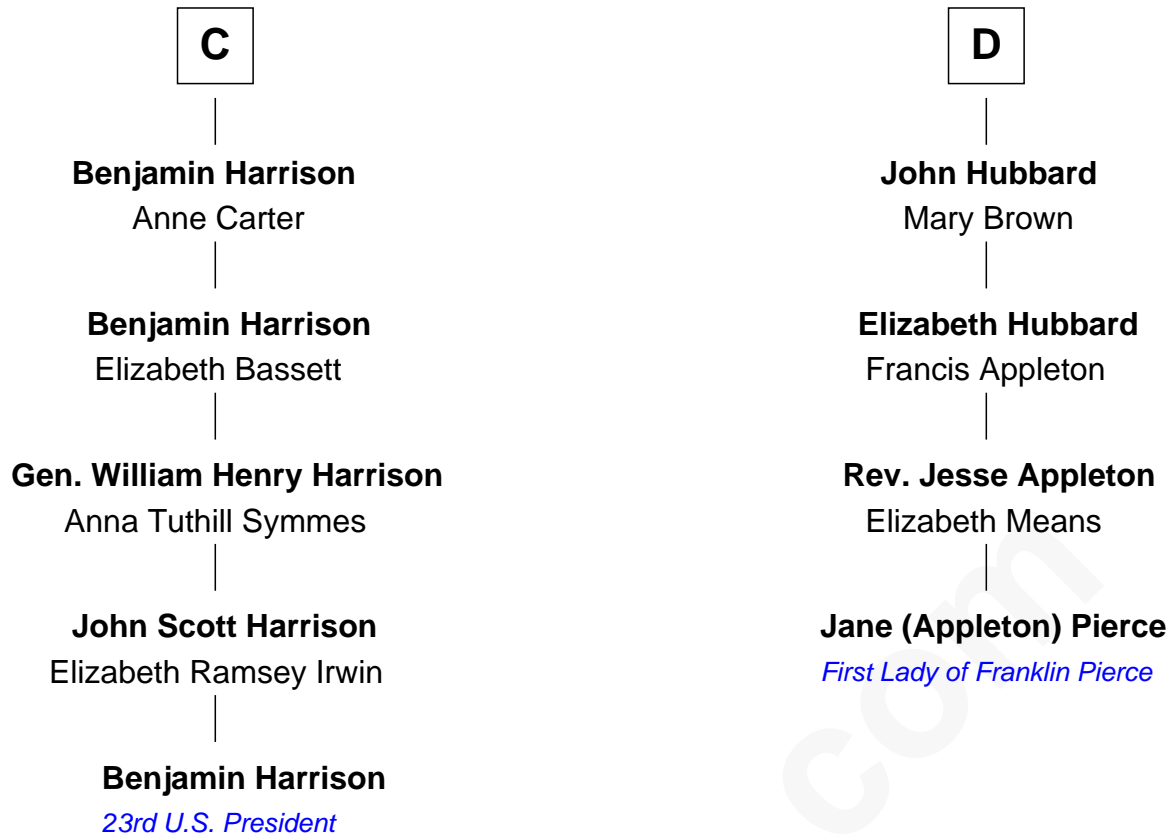 C
Benjamin Harrison
Anne Carter
Benjamin Harrison
Elizabeth Bassett
Gen. William Henry Harrison
Anna Tuthill Symmes
John Scott Harrison
Elizabeth Ramsey Irwin
Benjamin Harrison
23rd U.S. President
D
John Hubbard
Mary Brown
Elizabeth Hubbard
Francis Appleton
Rev. Jesse Appleton
Elizabeth Means
Jane (Appleton) Pierce
First Lady of Franklin Pierce
com